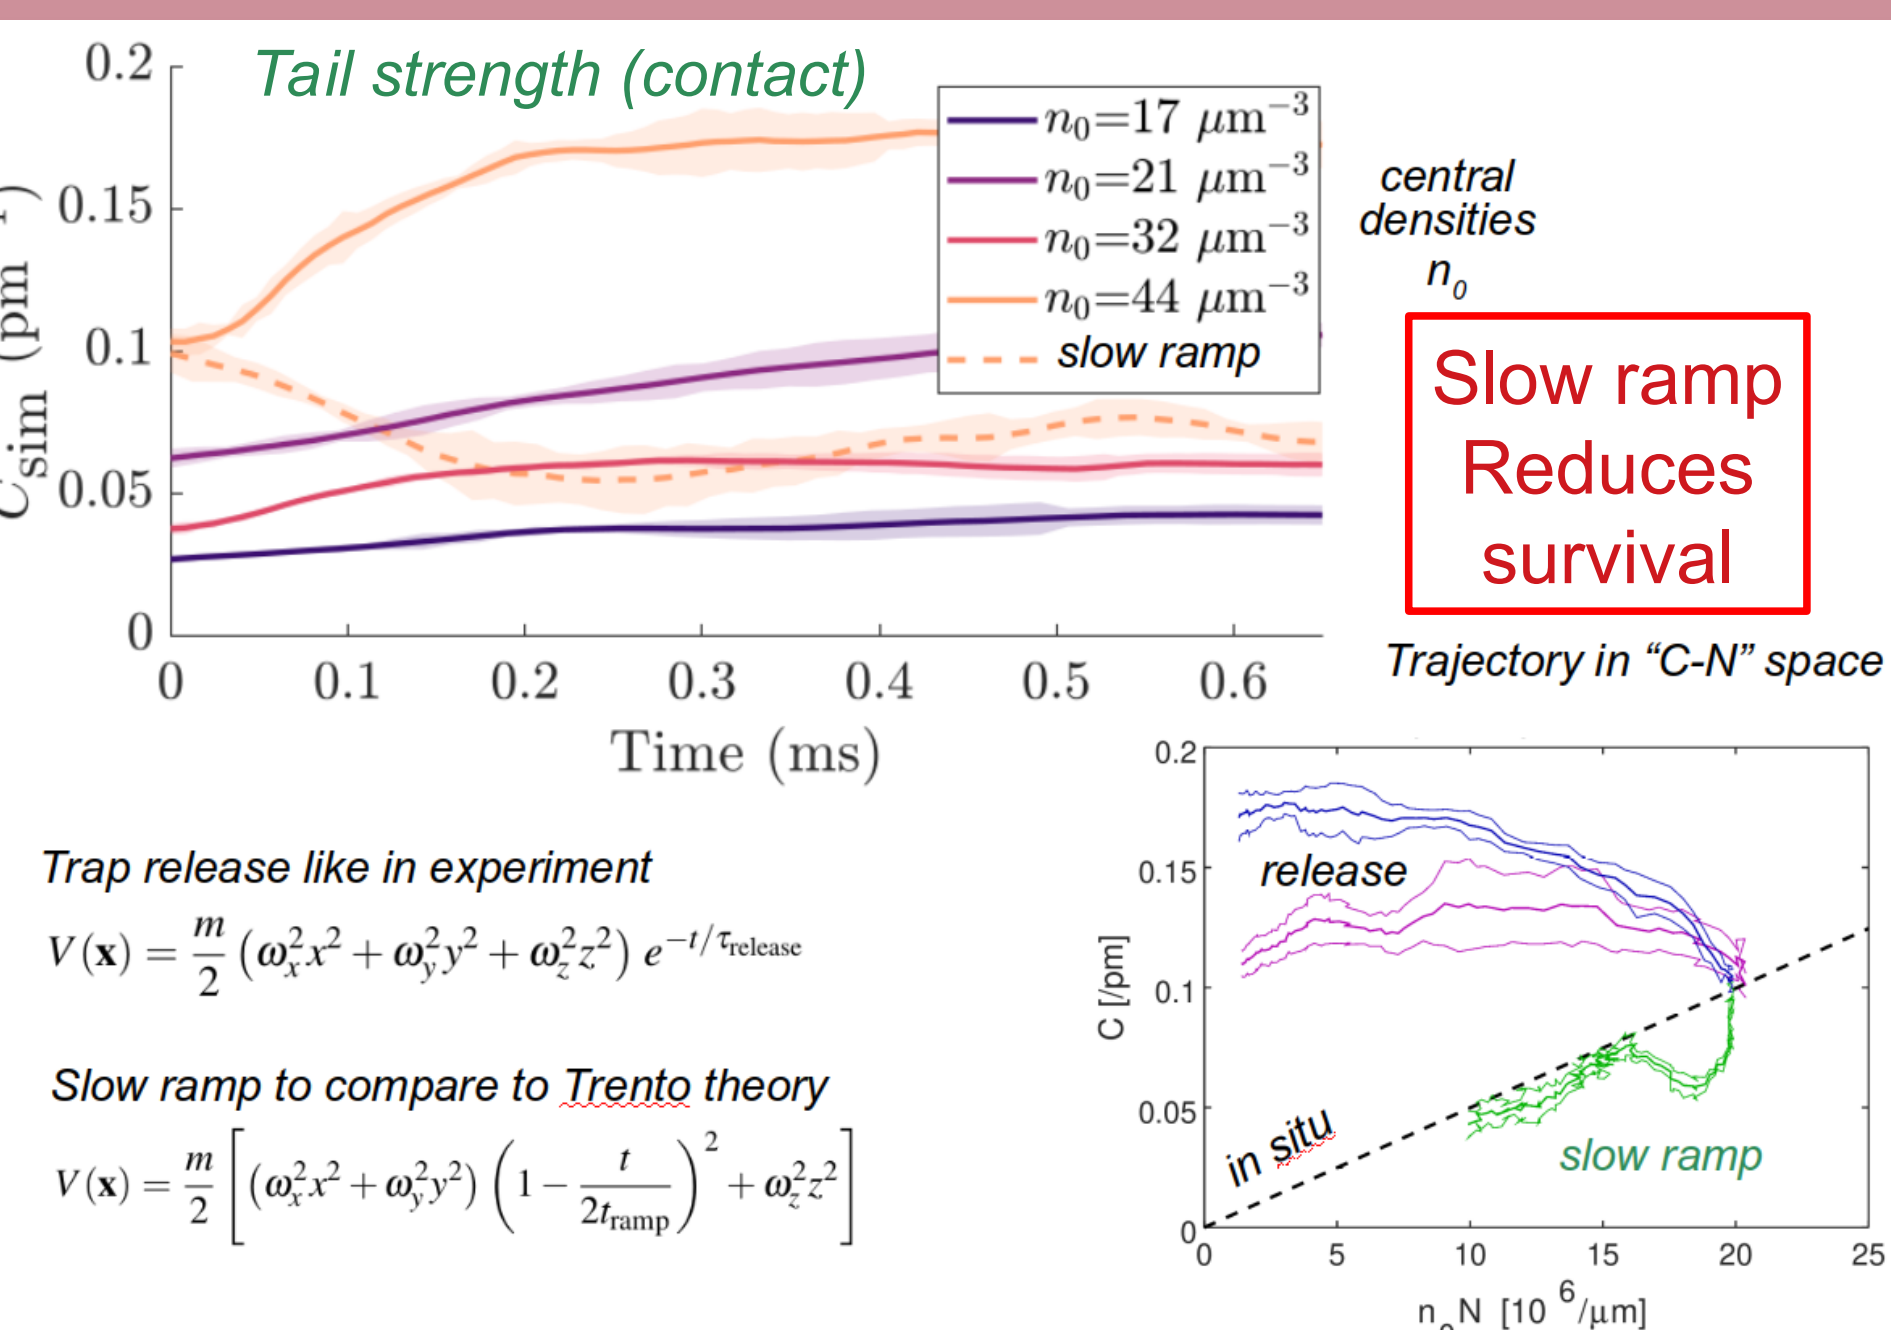 Tail strength (contact)
0.2
0.15
0.1
0.05
0
C_sim (pm
0 0.1 0.2 0.3 0.4 0.5 0.6
Time (ms)
n₀=17 μm⁻³
n₀=21 μm⁻³
n₀=32 μm⁻³
n₀=44 μm⁻³
slow ramp
central
densities
n₀
Slow ramp
Reduces
survival
Trajectory in “C-N” space
Trap release like in experiment
V(x) = m/2 (ω_x²x² + ω_y²y² + ω_z²z²) e^{−t/τ_release}
Slow ramp to compare to Trento theory
V(x) = m/2 [(ω_x²x² + ω_y²y²) (1 − t/2t_ramp)² + ω_z²z²]
0.2
0.15
0.1
0.05
0
C [/pm]
release
in situ
slow ramp
0 5 10 15 20 25
n₀N [10⁶/μm]